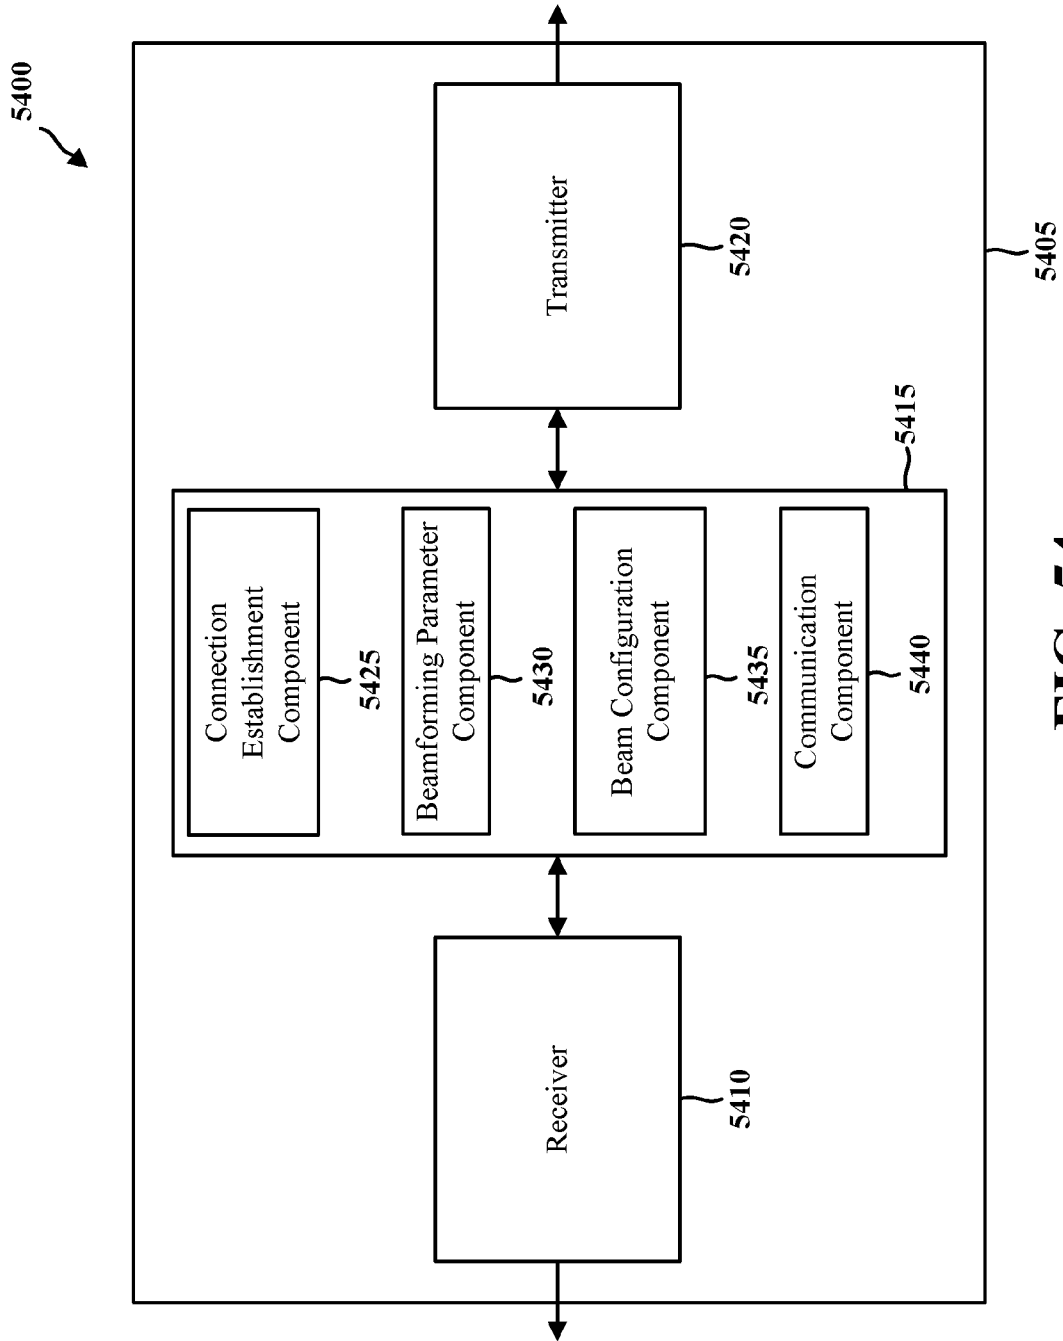 5400
Receiver
5410
Connection
Establishment
Component
5425
Beamforming Parameter
Component
5430
Beam Configuration
Component
5435
Communication
Component
5440
5415
Transmitter
5420
5405